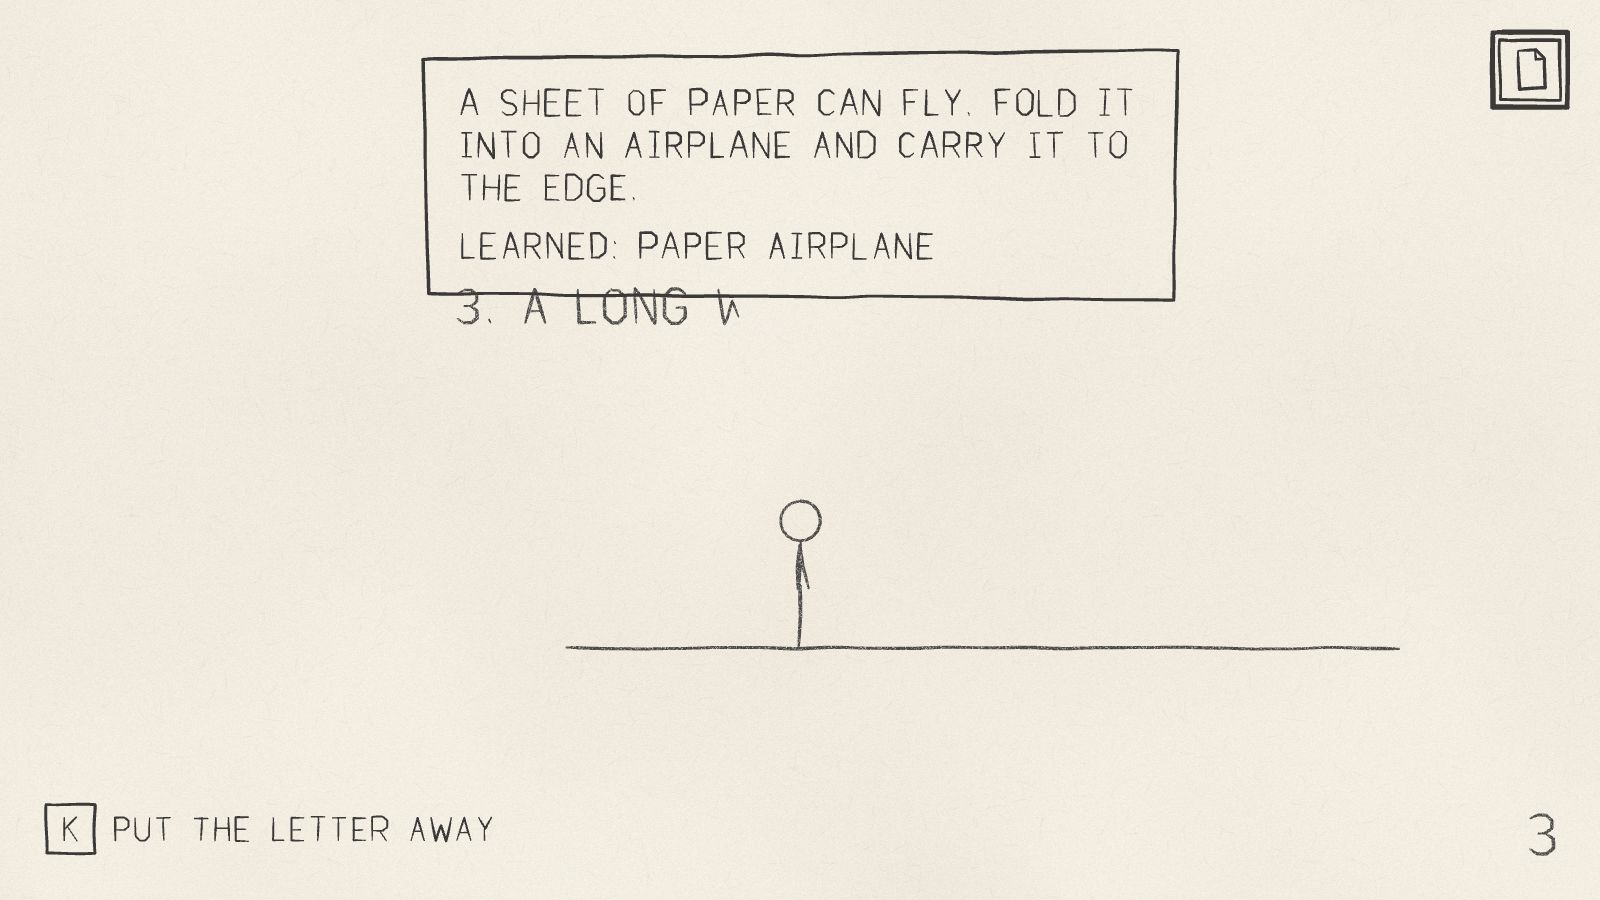 A SHEET OF PAPER CAN FLY. FOLD IT
INTO AN AIRPLANE AND CARRY IT TO
THE EDGE.
LEARNED: PAPER AIRPLANE
3. A LONG W
K PUT THE LETTER AWAY
3